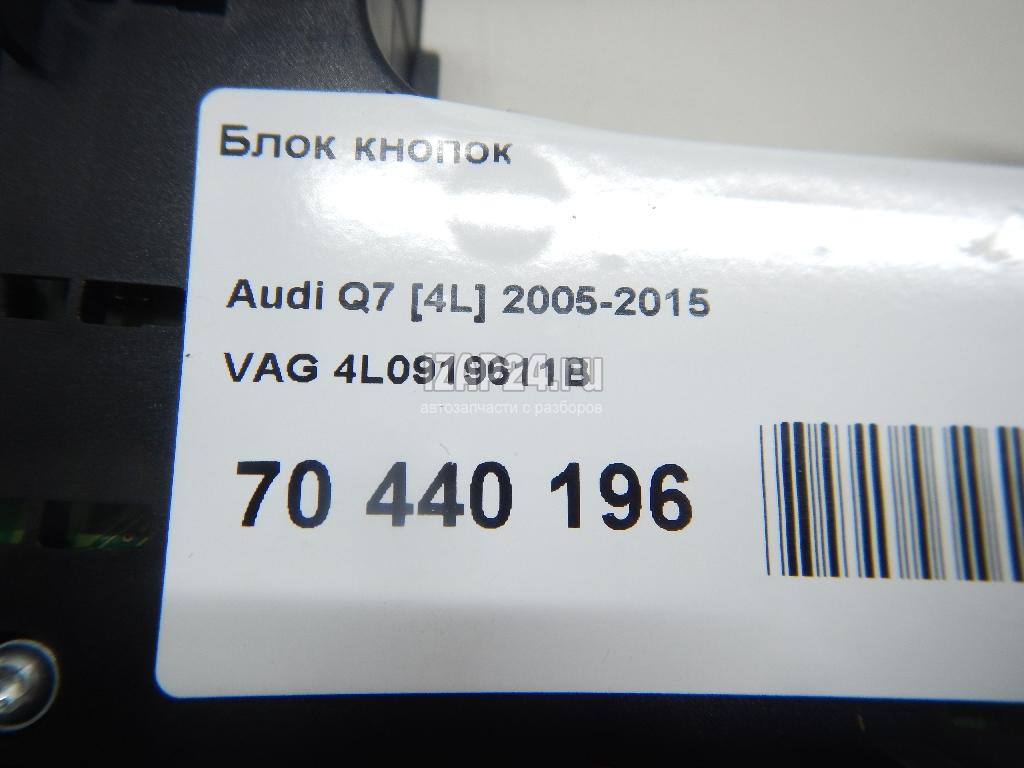 Блок кнопок
Audi Q7 [4L] 2005-2015
VAG 4L0919611B
IZAP24.ru
автозапчасти с разборов
70 440 196